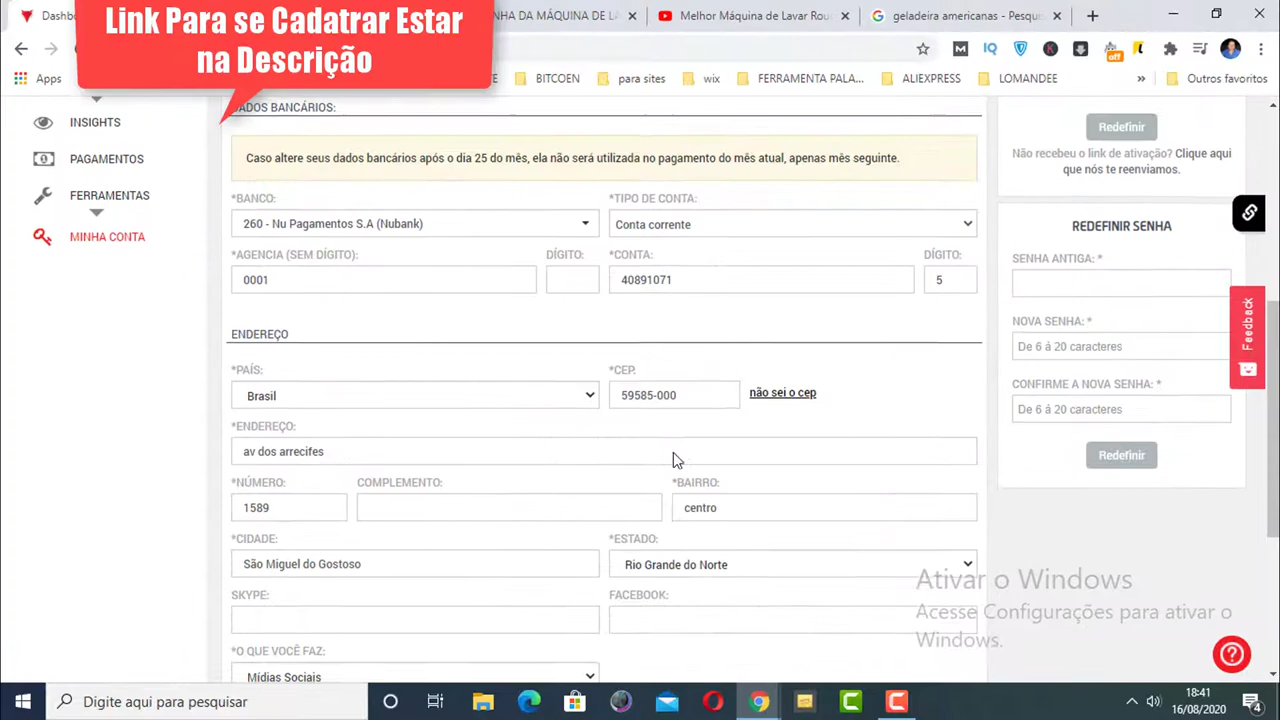 Link Para se Cadatrar Estar
na Descrição
Dashbo
NHA DA MÁQUINA DE LA
Melhor Máquina de Lavar Rou
geladeira americanas - Pesquis
off
Apps
BITCOEN
para sites
wix
FERRAMENTA PALA...
ALIEXPRESS
LOMANDEE
»
Outros favoritos
INSIGHTS
PAGAMENTOS
FERRAMENTAS
MINHA CONTA
DADOS BANCÁRIOS:
Caso altere seus dados bancários após o dia 25 do mês, ela não será utilizada no pagamento do mês atual, apenas mês seguinte.
*BANCO:
*TIPO DE CONTA:
260 - Nu Pagamentos S.A (Nubank)
Conta corrente
*AGENCIA (SEM DÍGITO):
DÍGITO:
*CONTA:
DÍGITO:
0001
40891071
5
ENDEREÇO
*PAÍS:
*CEP.
Brasil
59585-000
não sei o cep
*ENDEREÇO:
av dos arrecifes
*NÚMERO:
COMPLEMENTO:
*BAIRRO:
1589
centro
*CIDADE:
*ESTADO:
São Miguel do Gostoso
Rio Grande do Norte
SKYPE:
FACEBOOK:
*O QUE VOCÊ FAZ:
Mídias Sociais
Redefinir
Não recebeu o link de ativação? Clique aqui
que nós te reenviamos.
REDEFINIR SENHA
SENHA ANTIGA: *
NOVA SENHA: *
De 6 á 20 caracteres
CONFIRME A NOVA SENHA: *
De 6 á 20 caracteres
Redefinir
Feedback
Ativar o Windows
Acesse Configurações para ativar o
Windows.
Digite aqui para pesquisar
18:41
16/08/2020
4